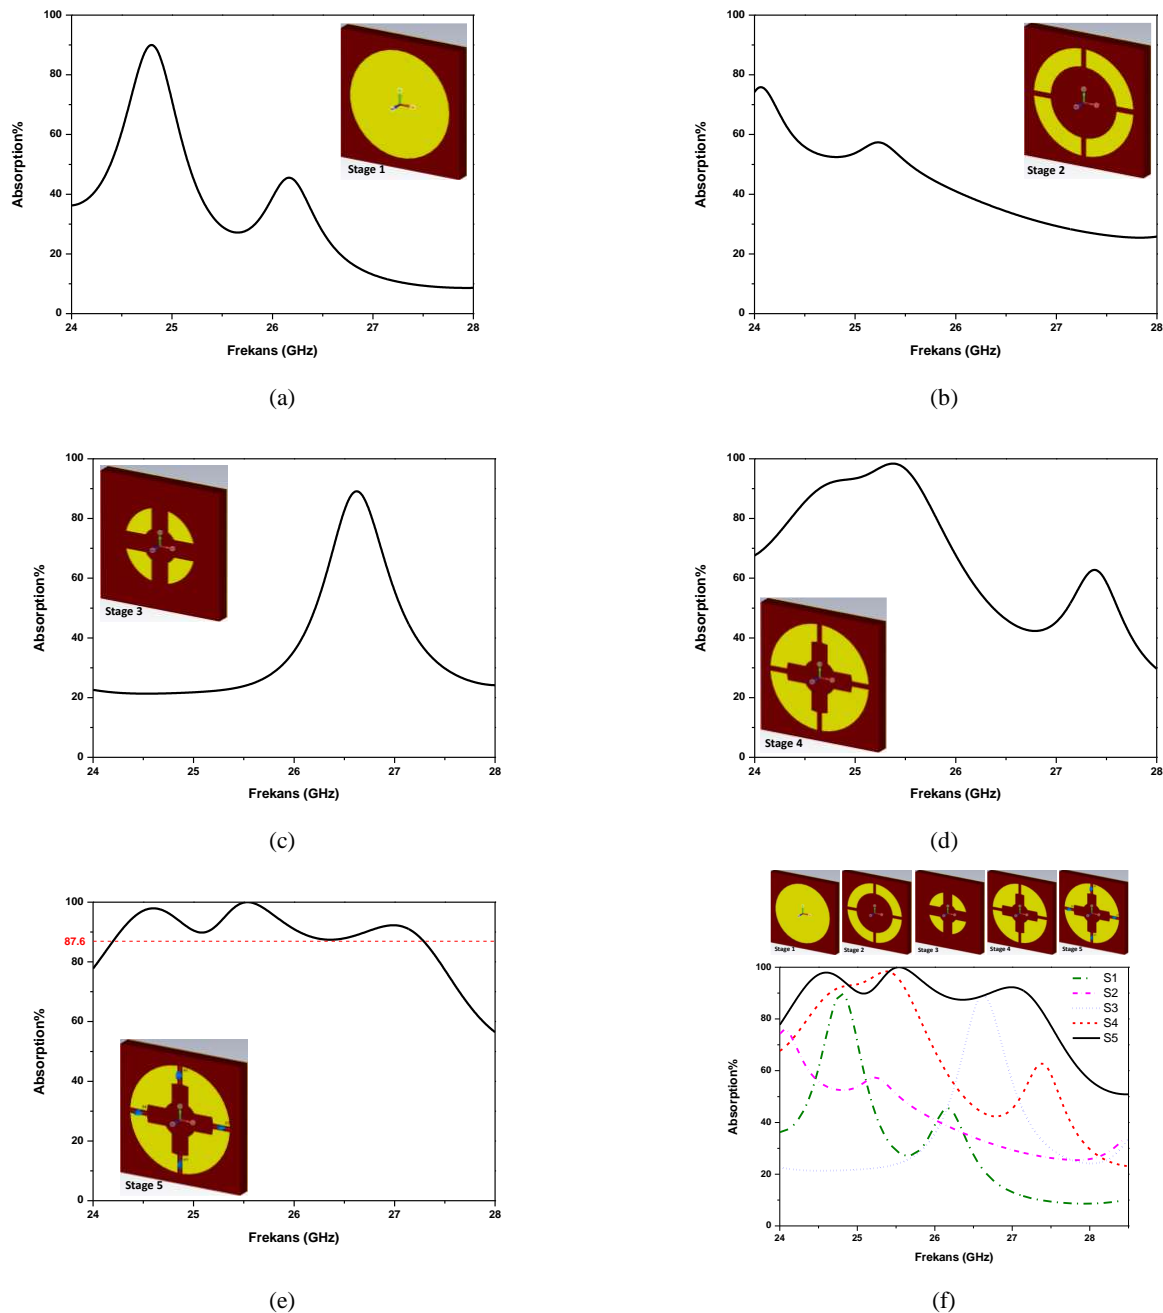 100
80
60
40
20
0
Absorption%
Stage 1
24 25 26 27 28
Frekans (GHz)
(a)
100
80
60
40
20
0
Absorption%
Stage 2
24 25 26 27 28
Frekans (GHz)
(b)
100
80
60
40
20
0
Absorption%
Stage 3
24 25 26 27 28
Frekans (GHz)
(c)
100
80
60
40
20
0
Absorption%
Stage 4
24 25 26 27 28
Frekans (GHz)
(d)
100
87.6
80
60
40
20
0
Absorption%
Stage 5
24 25 26 27 28
Frekans (GHz)
(e)
Stage 1 Stage 2 Stage 3 Stage 4 Stage 5
100
80
60
40
20
0
Absorption%
S1
S2
S3
S4
S5
24 25 26 27 28
Frekans (GHz)
(f)